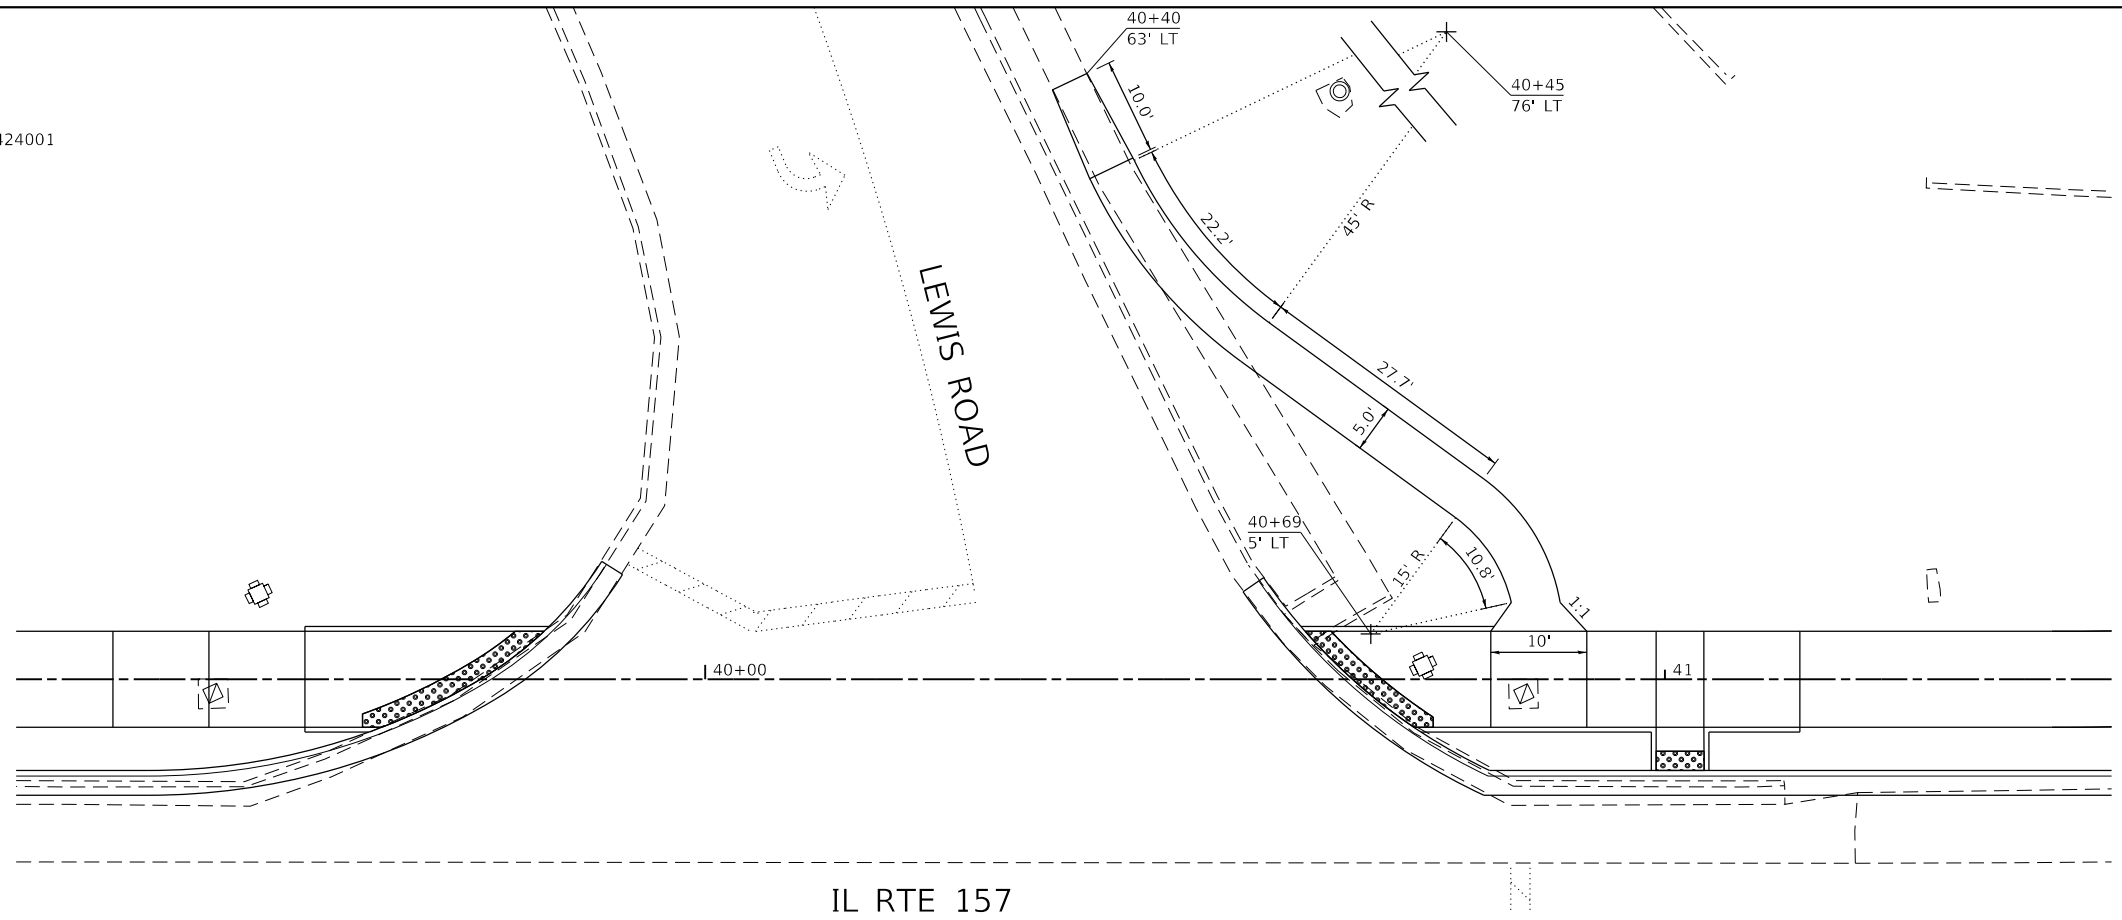 40+40
63' LT
40+45
76' LT
424001
10.0'
22.2'
45' R
LEWIS ROAD
27.7'
5.0'
40+69
5' LT
15' R
10.8'
1:1
10'
40+00
41
IL RTE 157